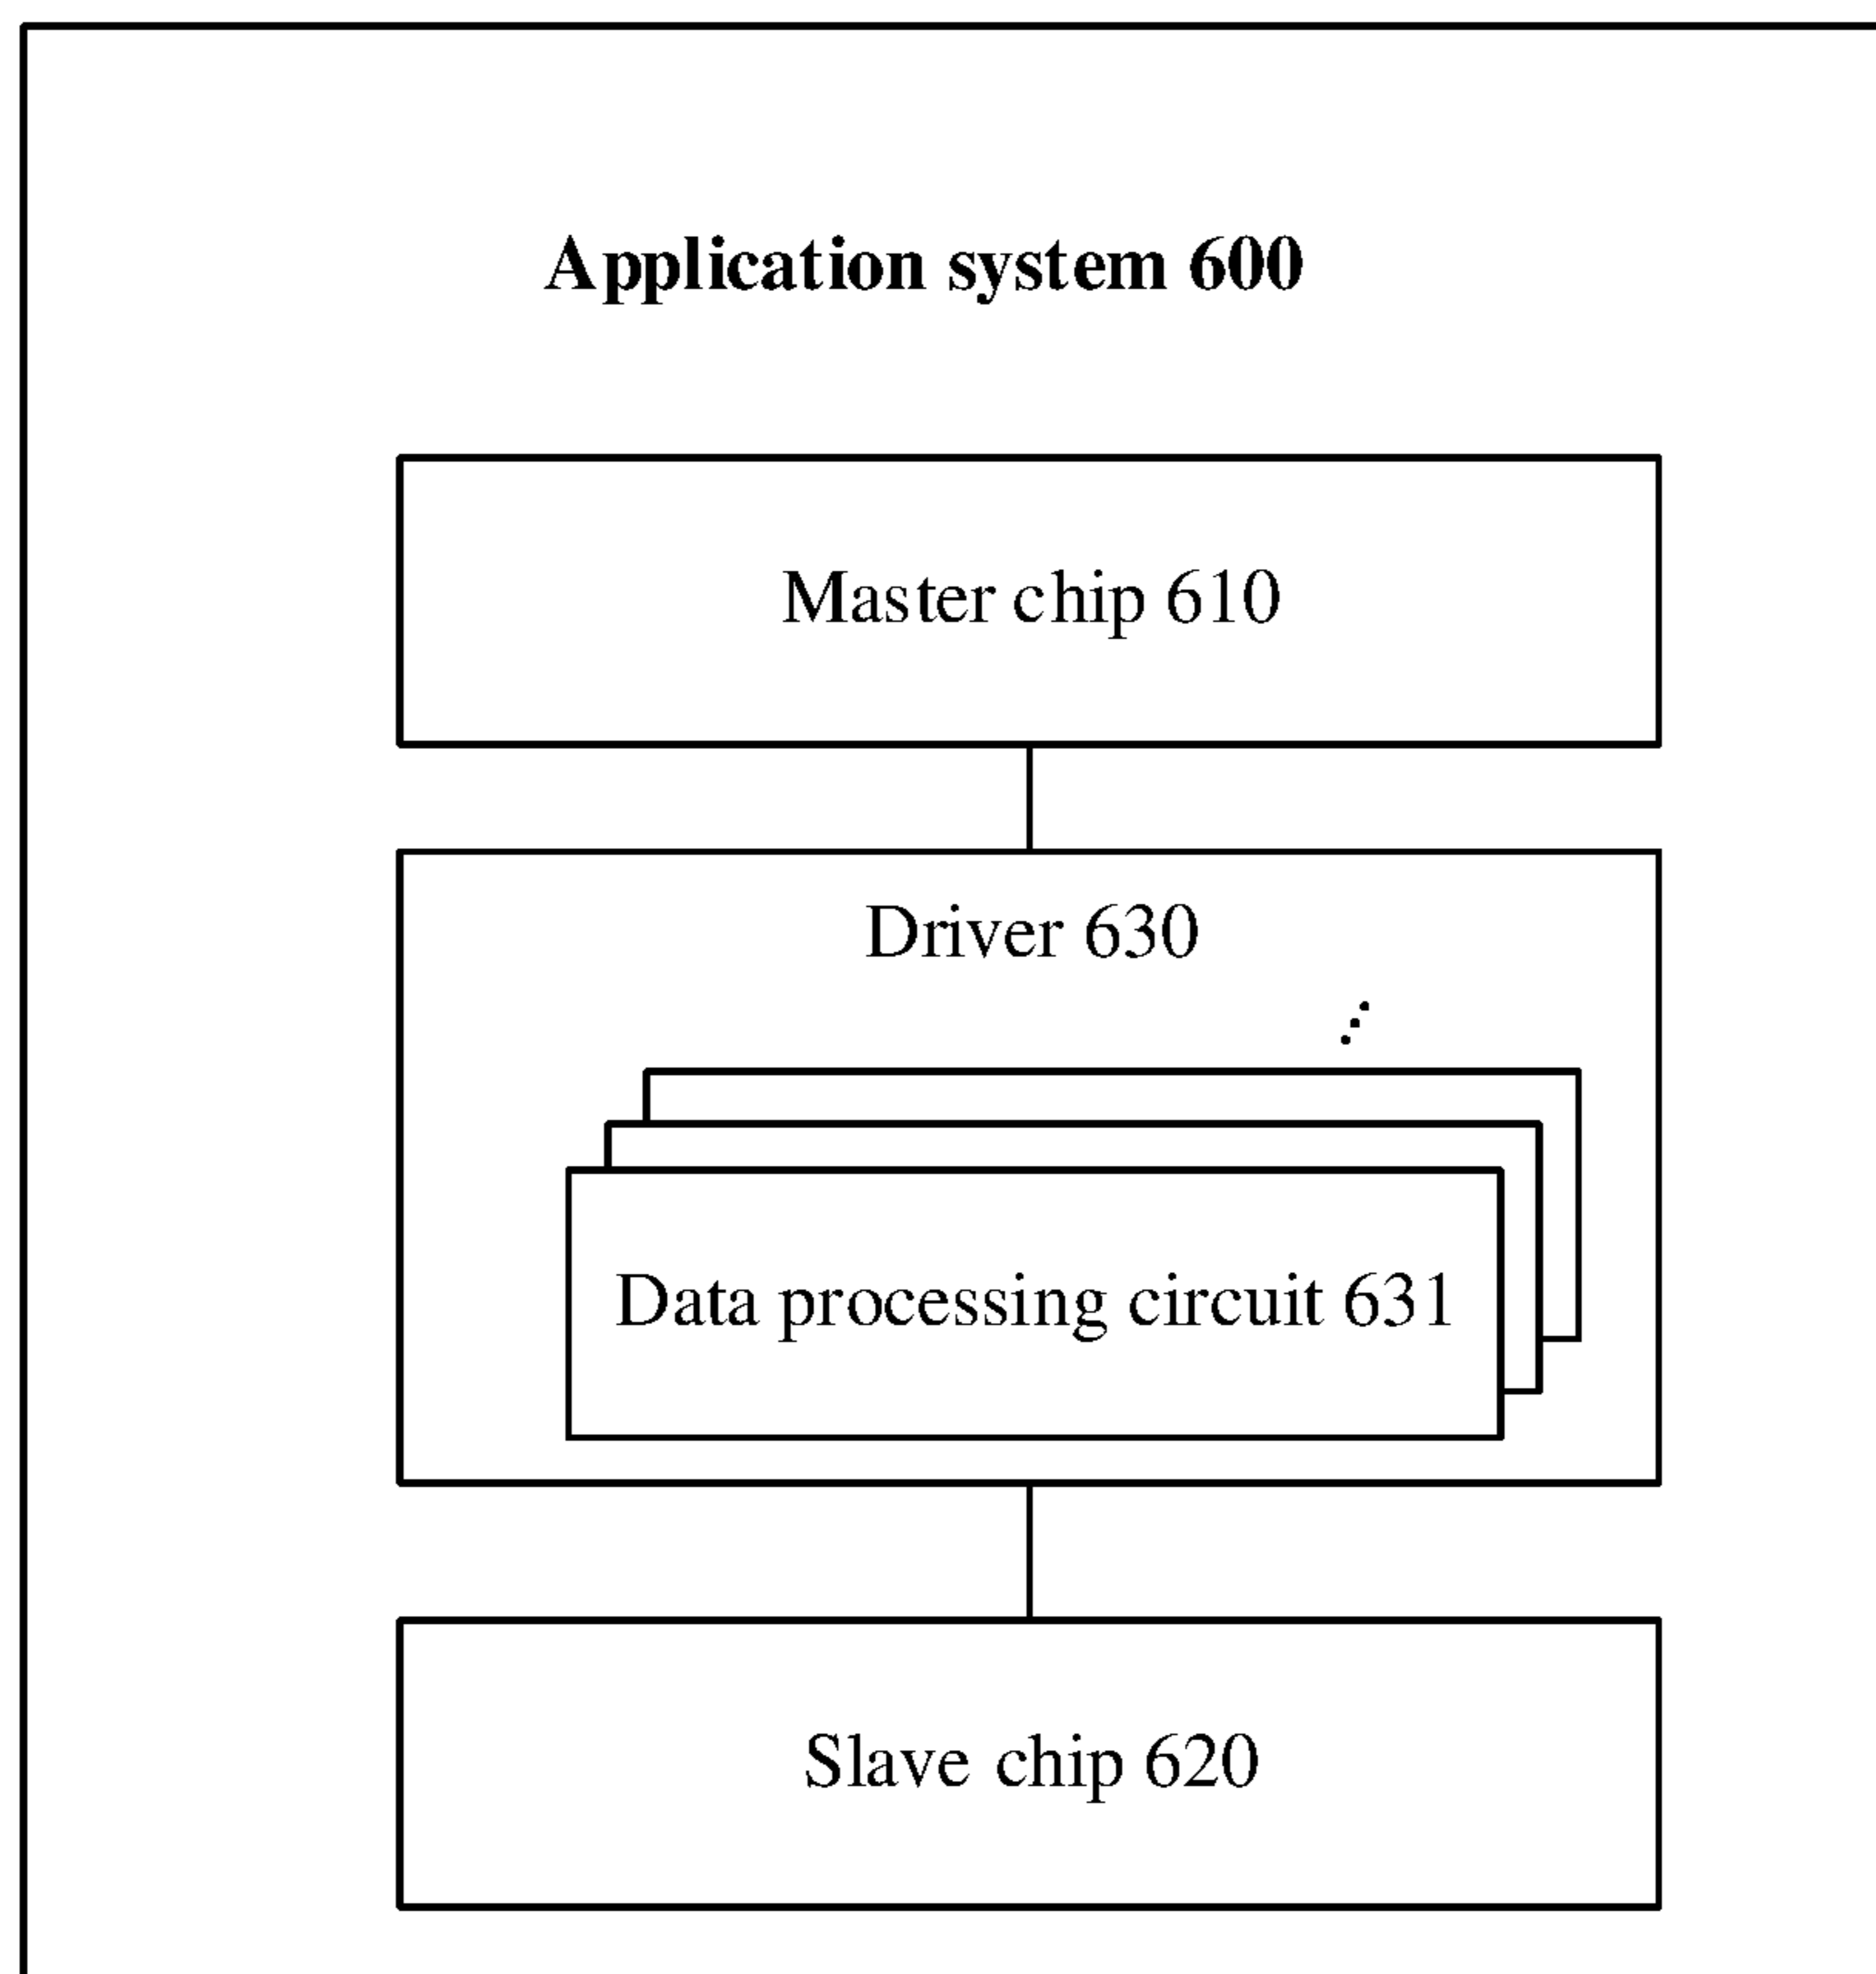 Application system 600
Master chip 610
Driver 630
Data processing circuit 631
Slave chip 620